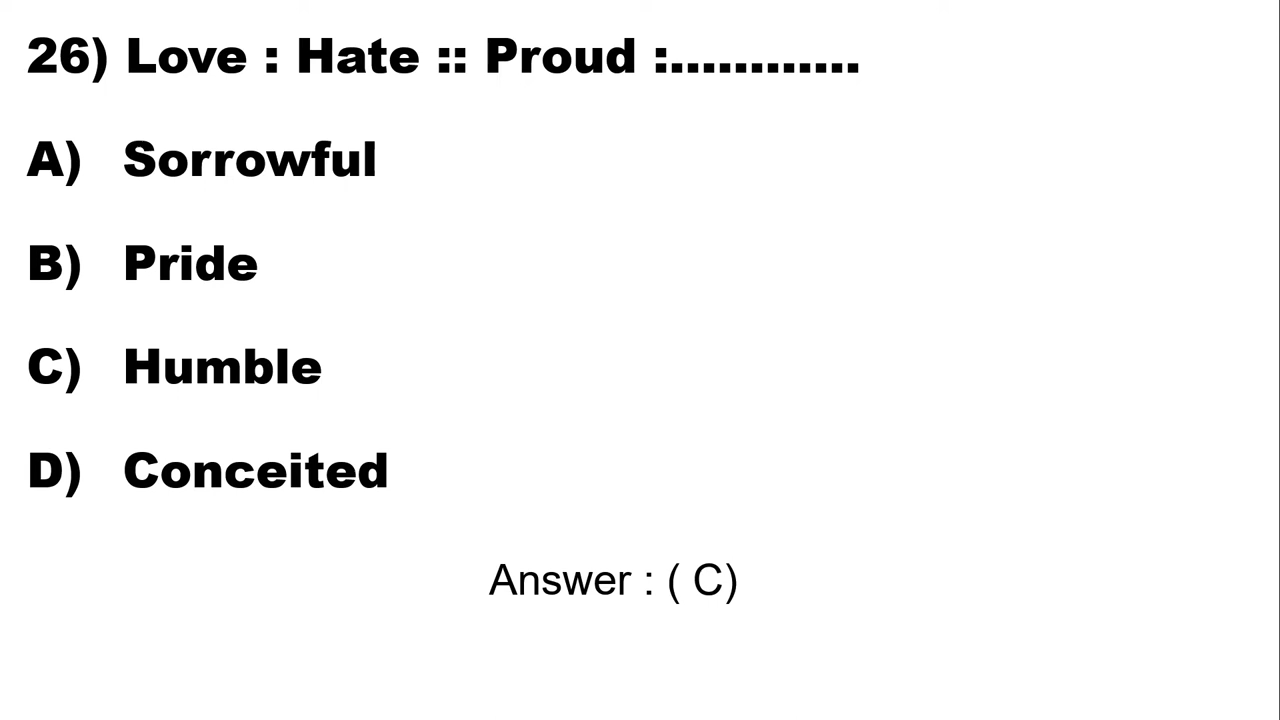 26) Love : Hate :: Proud :............
A) Sorrowful
B) Pride
C) Humble
D) Conceited
Answer : ( C)